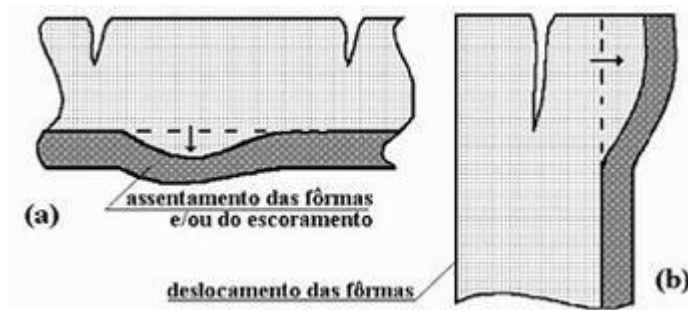 assentamento das fôrmas
e/ou do escoramento
(a)
deslocamento das fôrmas
(b)